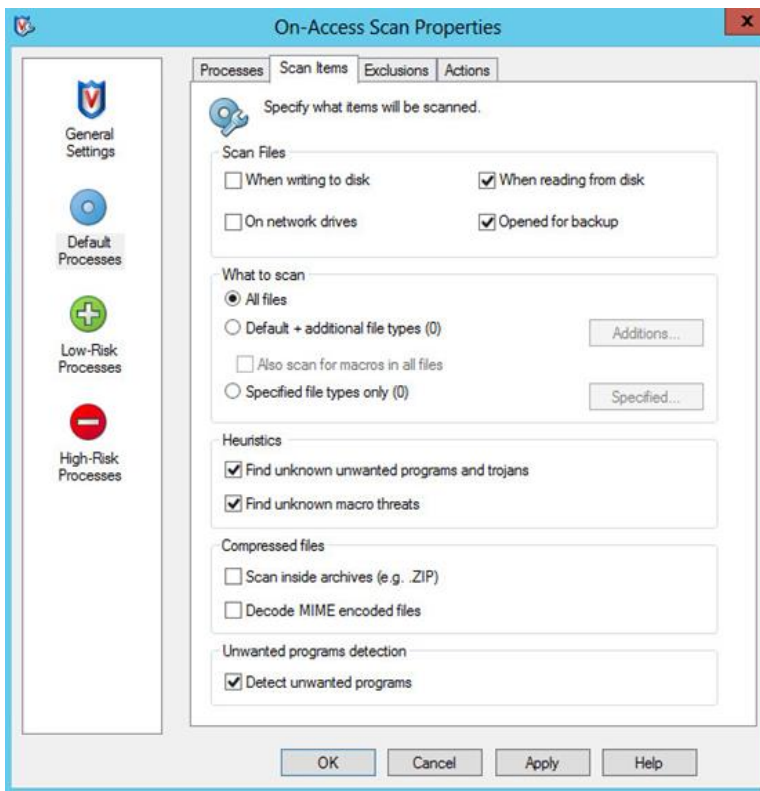 On-Access Scan Properties
x
General
Settings
Default
Processes
Low-Risk
Processes
High-Risk
Processes
Processes Scan Items Exclusions Actions
Specify what items will be scanned.
Scan Files
When writing to disk When reading from disk
On network drives Opened for backup
What to scan
All files
Default + additional file types (0) Additions...
Also scan for macros in all files
Specified file types only (0) Specified...
Heuristics
Find unknown unwanted programs and trojans
Find unknown macro threats
Compressed files
Scan inside archives (e.g. .ZIP)
Decode MIME encoded files
Unwanted programs detection
Detect unwanted programs
OK Cancel Apply Help